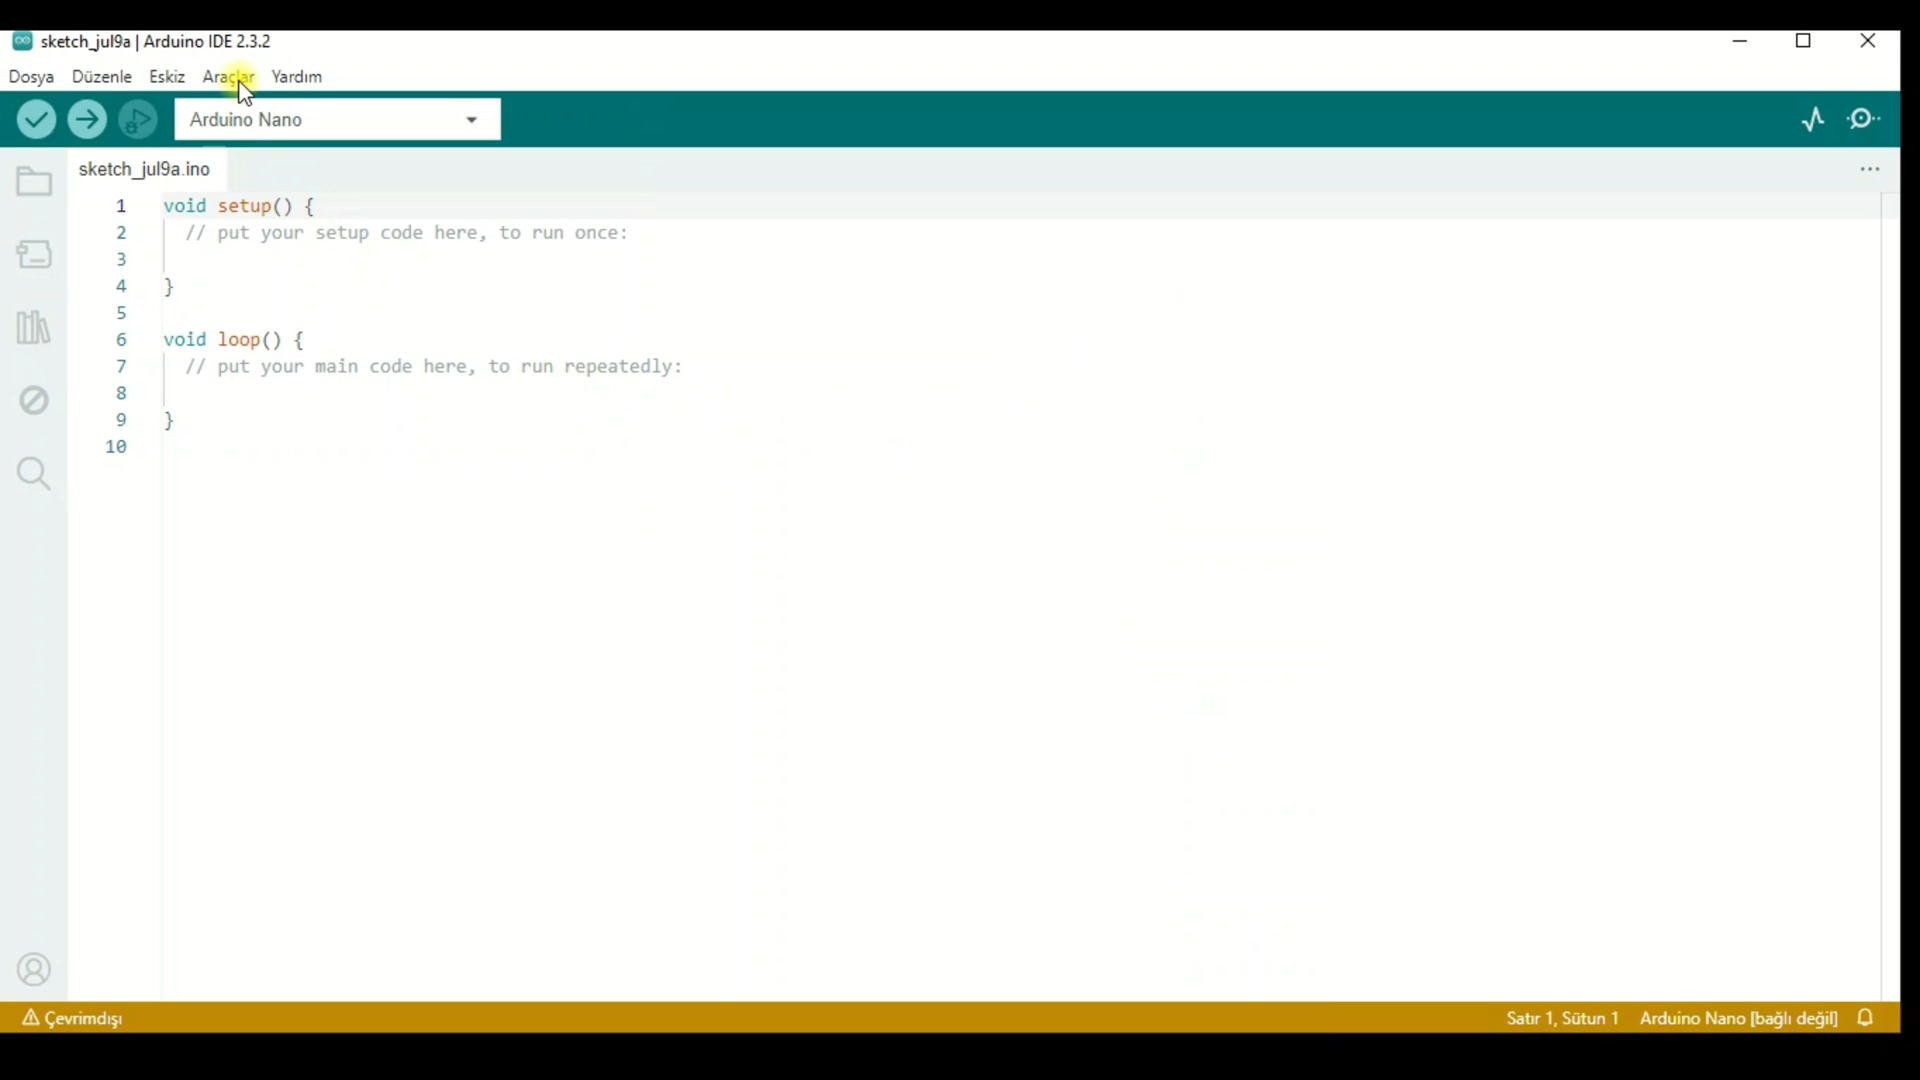 sketch_jul9a | Arduino IDE 2.3.2
Dosya Düzenle Eskiz Araçlar Yardım
Arduino Nano
sketch_jul9a.ino
1 void setup() {
2 // put your setup code here, to run once:
3
4 }
5
6 void loop() {
7 // put your main code here, to run repeatedly:
8
9 }
10
Çevrimdışı Satır 1, Sütun 1 Arduino Nano [bağlı değil]